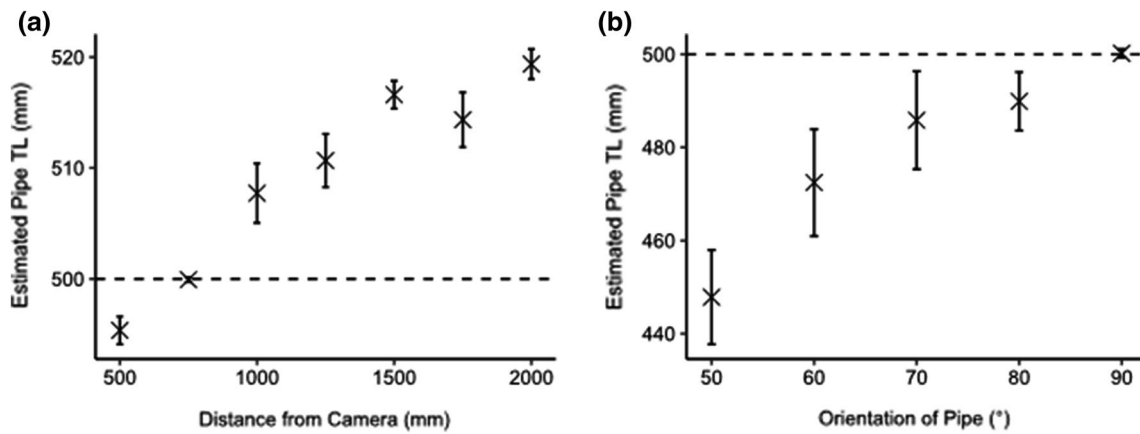 (a)
520
510
500
Estimated Pipe TL (mm)
500 1000 1500 2000
Distance from Camera (mm)
(b)
500
480
460
440
Estimated Pipe TL (mm)
50 60 70 80 90
Orientation of Pipe (°)